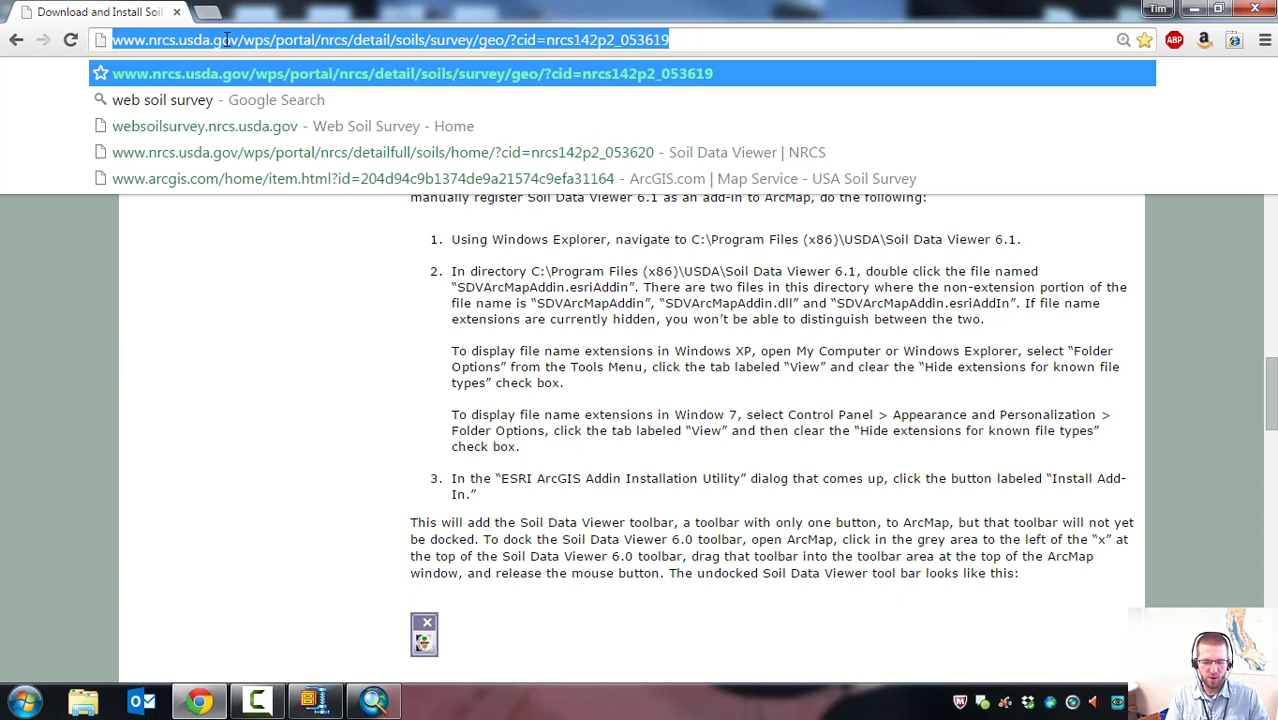 Download and Install Soil
Tim
www.nrcs.usda.gov/wps/portal/nrcs/detail/soils/survey/geo/?cid=nrcs142p2_053619
ABP
www.nrcs.usda.gov/wps/portal/nrcs/detail/soils/survey/geo/?cid=nrcs142p2_053619
web soil survey - Google Search
websoilsurvey.nrcs.usda.gov - Web Soil Survey - Home
www.nrcs.usda.gov/wps/portal/nrcs/detailfull/soils/home/?cid=nrcs142p2_053620 - Soil Data Viewer | NRCS
www.arcgis.com/home/item.html?id=204d94c9b1374de9a21574c9efa31164 - ArcGIS.com | Map Service - USA Soil Survey
manually register Soil Data Viewer 6.1 as an add-in to ArcMap, do the following:
1. Using Windows Explorer, navigate to C:\Program Files (x86)\USDA\Soil Data Viewer 6.1.
2. In directory C:\Program Files (x86)\USDA\Soil Data Viewer 6.1, double click the file named
“SDVArcMapAddin.esriAddin”. There are two files in this directory where the non-extension portion of the
file name is “SDVArcMapAddin”, “SDVArcMapAddin.dll” and “SDVArcMapAddin.esriAddIn”. If file name
extensions are currently hidden, you won’t be able to distinguish between the two.
To display file name extensions in Windows XP, open My Computer or Windows Explorer, select “Folder
Options” from the Tools Menu, click the tab labeled “View” and clear the “Hide extensions for known file
types” check box.
To display file name extensions in Window 7, select Control Panel > Appearance and Personalization >
Folder Options, click the tab labeled “View” and then clear the “Hide extensions for known file types”
check box.
3. In the “ESRI ArcGIS Addin Installation Utility” dialog that comes up, click the button labeled “Install Add-
In.”
This will add the Soil Data Viewer toolbar, a toolbar with only one button, to ArcMap, but that toolbar will not yet
be docked. To dock the Soil Data Viewer 6.0 toolbar, open ArcMap, click in the grey area to the left of the “x” at
the top of the Soil Data Viewer 6.0 toolbar, drag that toolbar into the toolbar area at the top of the ArcMap
window, and release the mouse button. The undocked Soil Data Viewer tool bar looks like this: